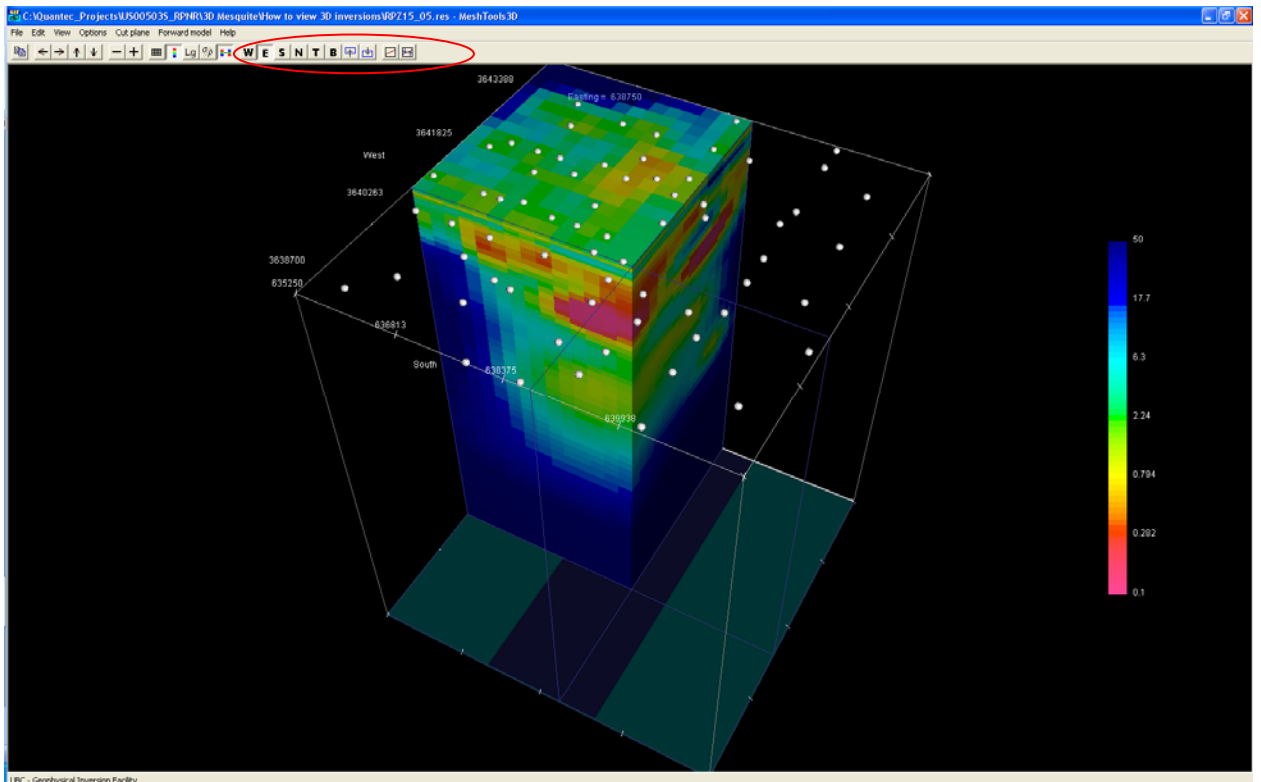 C:\Quantec_Projects\US00503S_RPNR\3D Mesquite\How to view 3D inversions\RPZ15_05.res - MeshTools3D
File Edit View Options Cut plane Forward model Help
Lg W E S N T B
3643388
Easting = 638750
3641825
West
3640263
3638700
635250
636813
South
638375
639938
50
17.7
6.3
2.24
0.794
0.282
0.1
UBC - Geophysical Inversion Facility